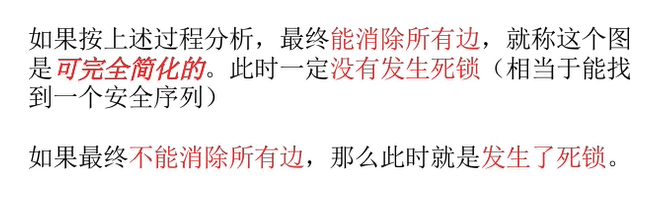 如果按上述过程分析，最终能消除所有边，就称这个图
是可完全简化的。此时一定没有发生死锁（相当于能找
到一个安全序列）
如果最终不能消除所有边，那么此时就是发生了死锁。